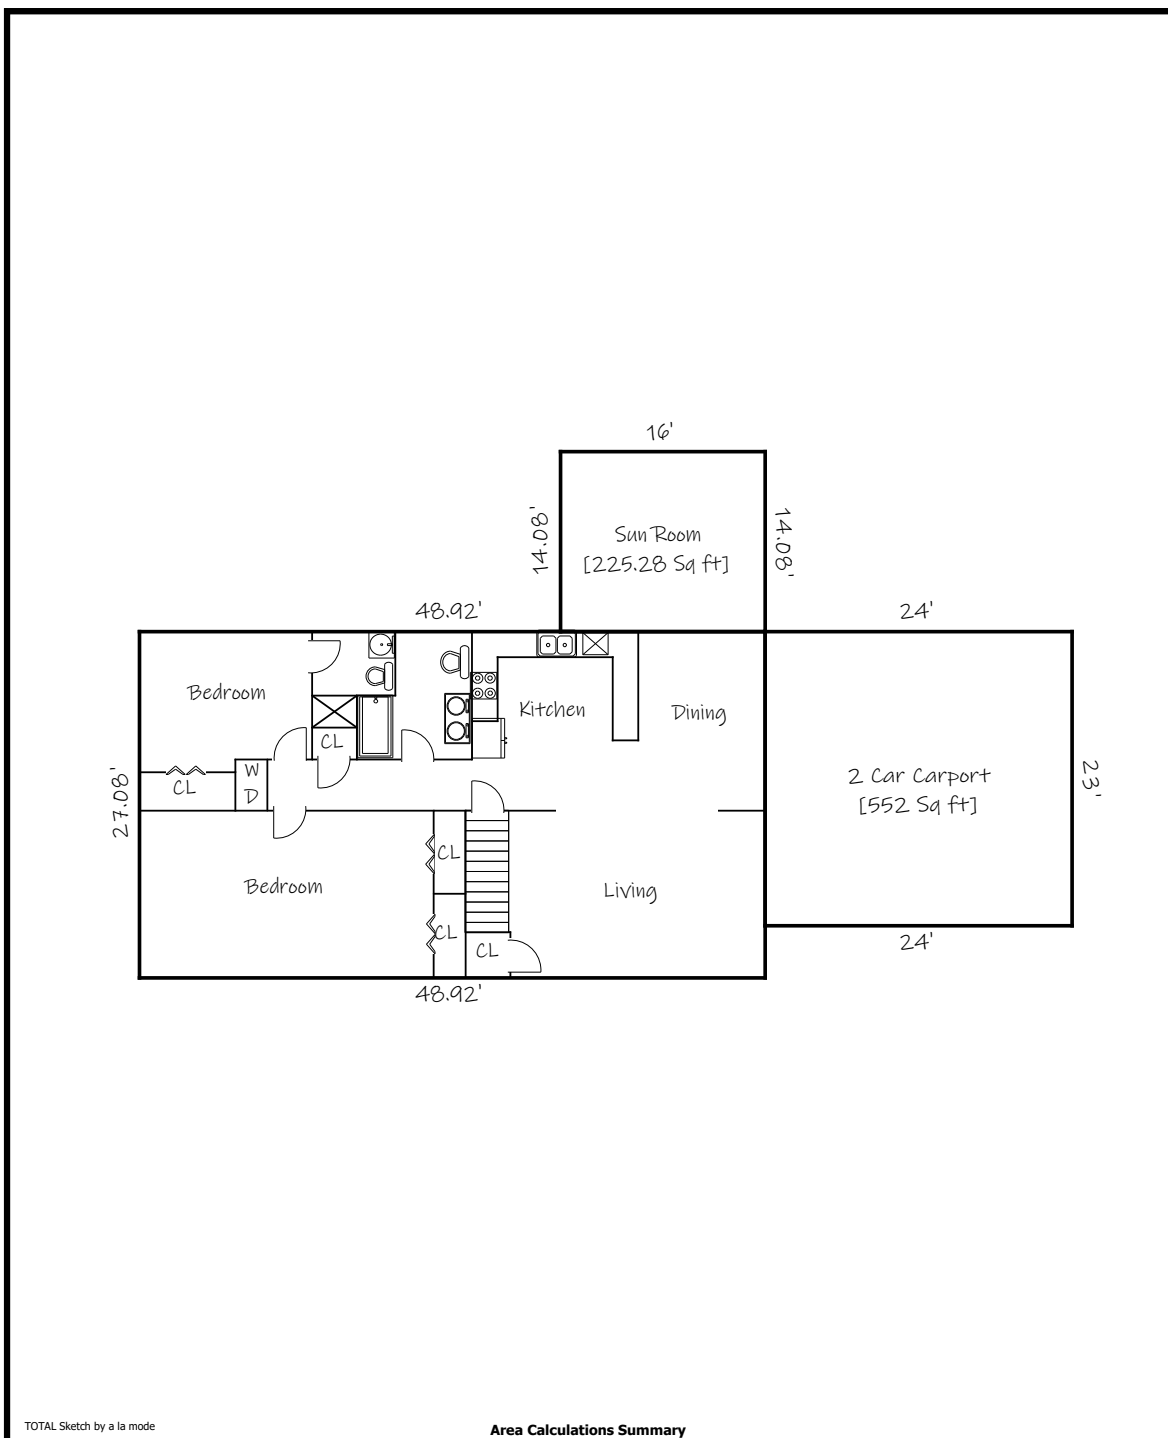 16'
14.08'
Sun Room
[225.28 Sq ft]
14.08'
48.92'
24'
Bedroom
Kitchen
Dining
CL
W
D
CL
27.08'
2 Car Carport
[552 Sq ft]
23'
CL
Bedroom
Living
CL
CL
24'
48.92'
TOTAL Sketch by a la mode
Area Calculations Summary